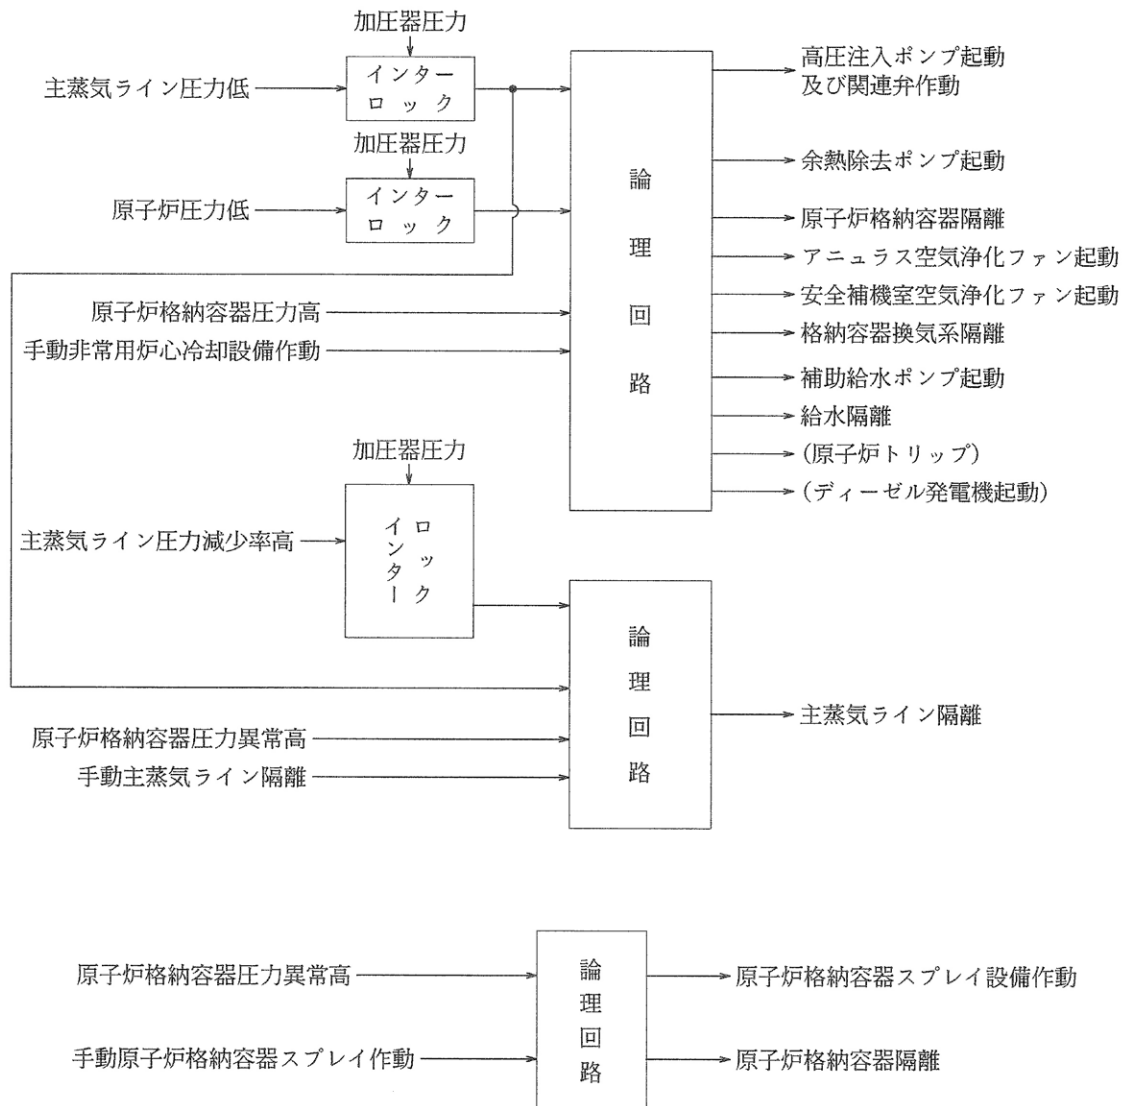 加圧器圧力
主蒸気ライン圧力低
インター
ロック
加圧器圧力
原子炉圧力低
インター
ロック
原子炉格納容器圧力高
手動非常用炉心冷却設備作動
論理回路
高圧注入ポンプ起動
及び関連弁作動
余熱除去ポンプ起動
原子炉格納容器隔離
アニュラス空気浄化ファン起動
安全補機室空気浄化ファン起動
格納容器換気系隔離
補助給水ポンプ起動
給水隔離
(原子炉トリップ)
(ディーゼル発電機起動)
加圧器圧力
主蒸気ライン圧力減少率高
インター
ロック
原子炉格納容器圧力異常高
手動主蒸気ライン隔離
論理回路
主蒸気ライン隔離
原子炉格納容器圧力異常高
手動原子炉格納容器スプレイ作動
論理回路
原子炉格納容器スプレイ設備作動
原子炉格納容器隔離